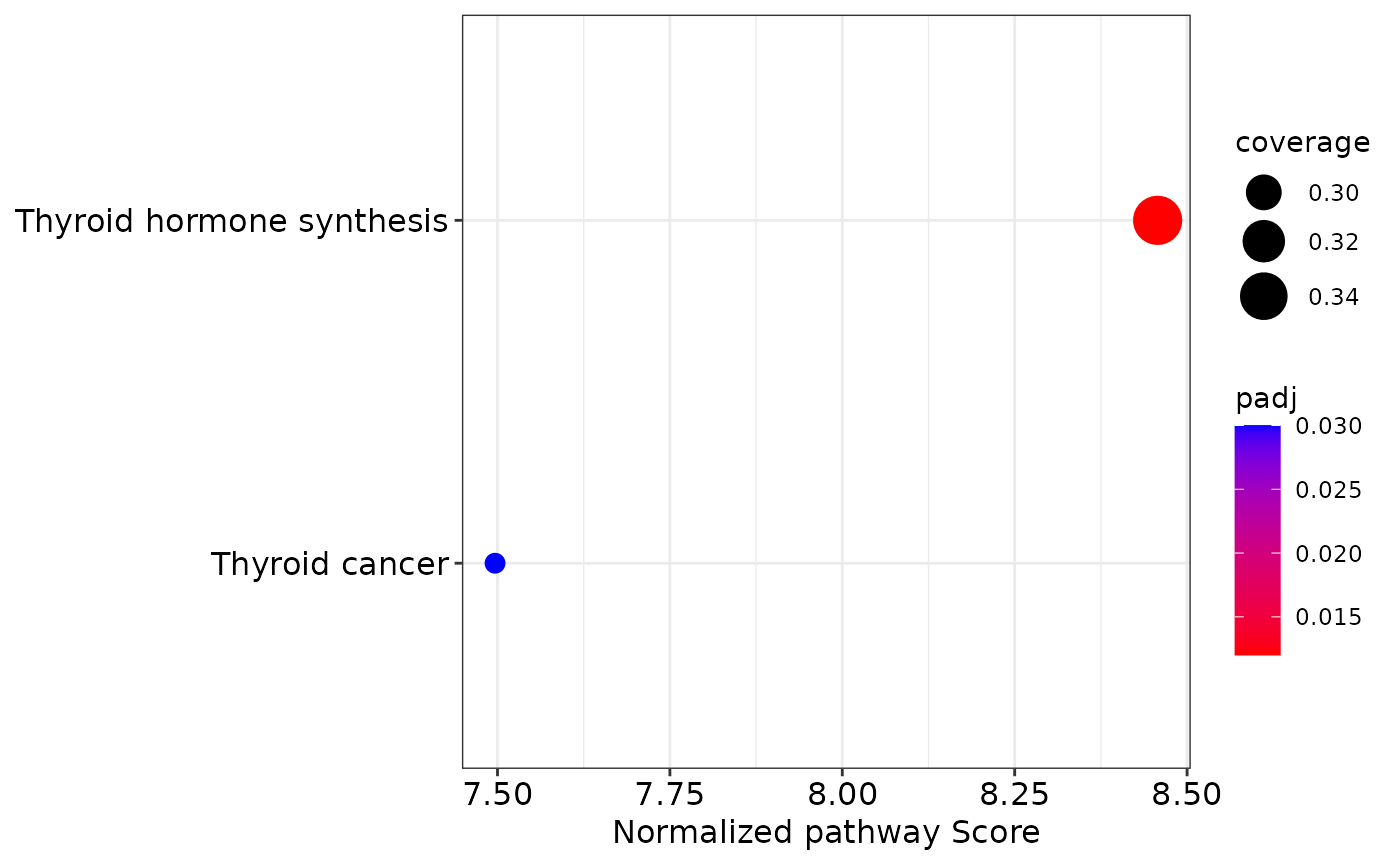 Thyroid hormone synthesis
Thyroid cancer
7.50
7.75
8.00
8.25
8.50
Normalized pathway Score
coverage
0.30
0.32
0.34
padj
0.030
0.025
0.020
0.015